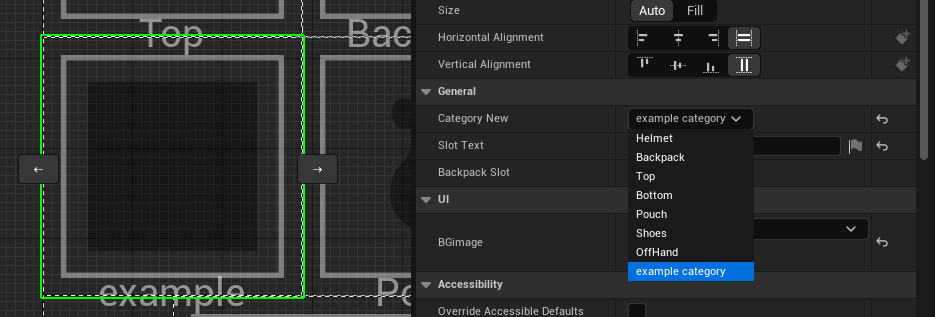 Top
Bac
example
Po
←
→
Size
Auto Fill
Horizontal Alignment
Vertical Alignment
General
Category New
example category
Slot Text
Backpack Slot
Helmet
Backpack
Top
Bottom
Pouch
Shoes
OffHand
example category
UI
BGimage
Accessibility
Override Accessible Defaults